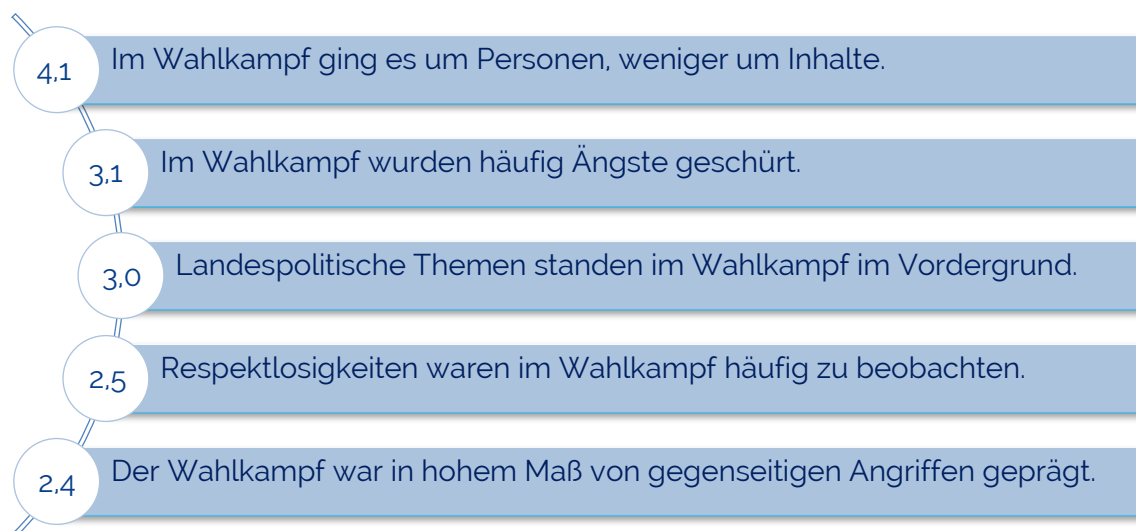 4,1 Im Wahlkampf ging es um Personen, weniger um Inhalte.
3,1 Im Wahlkampf wurden häufig Ängste geschürt.
3,0 Landespolitische Themen standen im Wahlkampf im Vordergrund.
2,5 Respektlosigkeiten waren im Wahlkampf häufig zu beobachten.
2,4 Der Wahlkampf war in hohem Maß von gegenseitigen Angriffen geprägt.